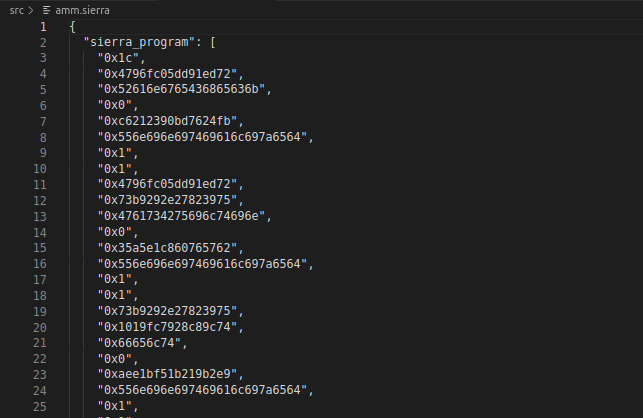 src > amm.sierra
1 {
2 "sierra_program": [
3 "0x1c",
4 "0x4796fc05dd91ed72",
5 "0x52616e6765436865636b",
6 "0x0",
7 "0xc6212390bd7624fb",
8 "0x556e696e697469616c697a6564",
9 "0x1",
10 "0x1",
11 "0x4796fc05dd91ed72",
12 "0x73b9292e27823975",
13 "0x4761734275696c74696e",
14 "0x0",
15 "0x35a5e1c860765762",
16 "0x556e696e697469616c697a6564",
17 "0x1",
18 "0x1",
19 "0x73b9292e27823975",
20 "0x1019fc7928c89c74",
21 "0x66656c74",
22 "0x0",
23 "0xaee1bf51b219b2e9",
24 "0x556e696e697469616c697a6564",
25 "0x1",